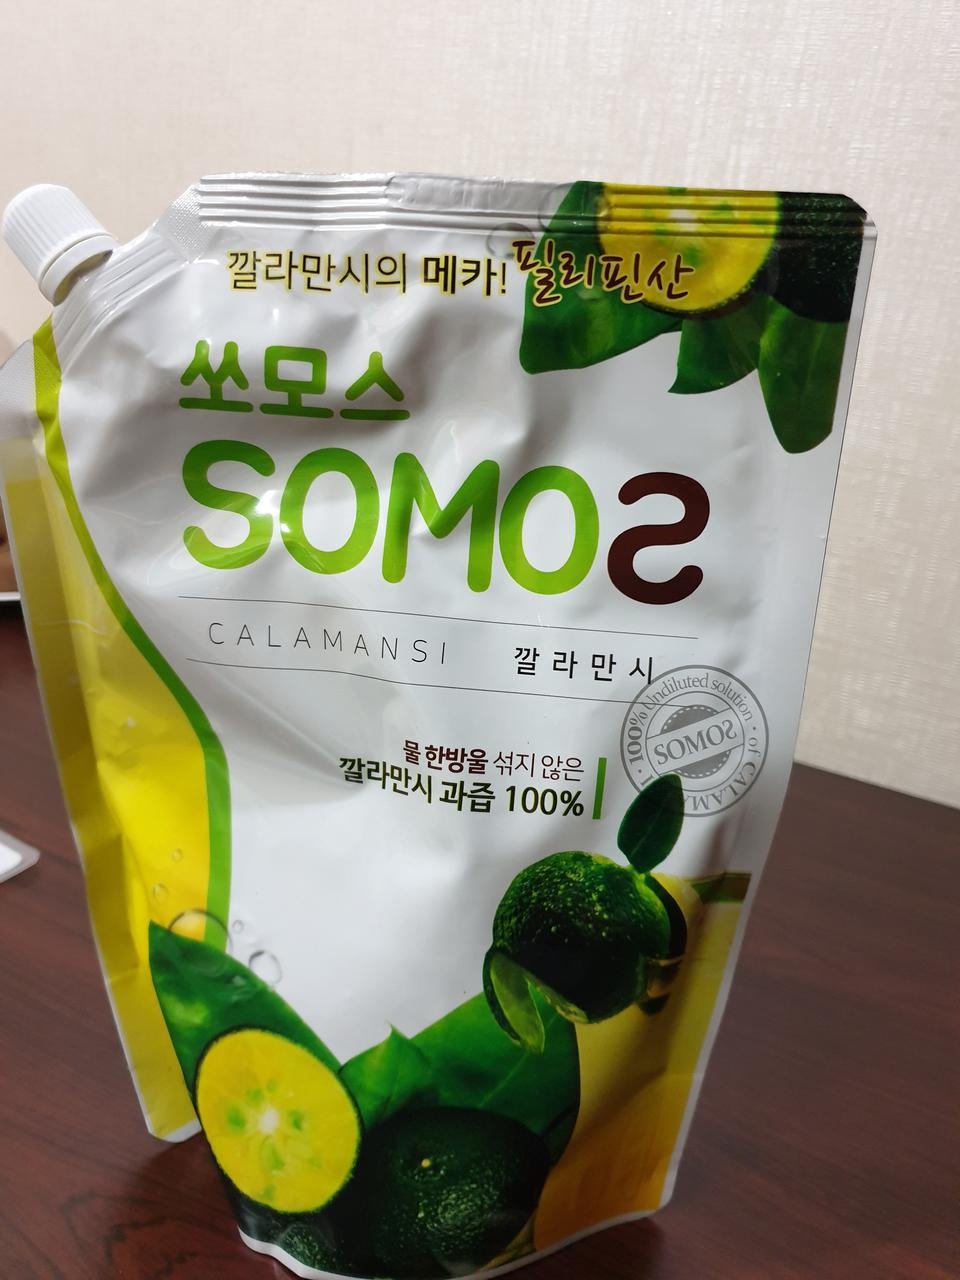 깔라만시의 메카! 필리핀산
쏘모스
SOMOS
CALAMANSI 깔라만시
100% Undiluted solution · of CALAMA
SOMOS
물 한방울 섞지 않은
깔라만시 과즙 100%